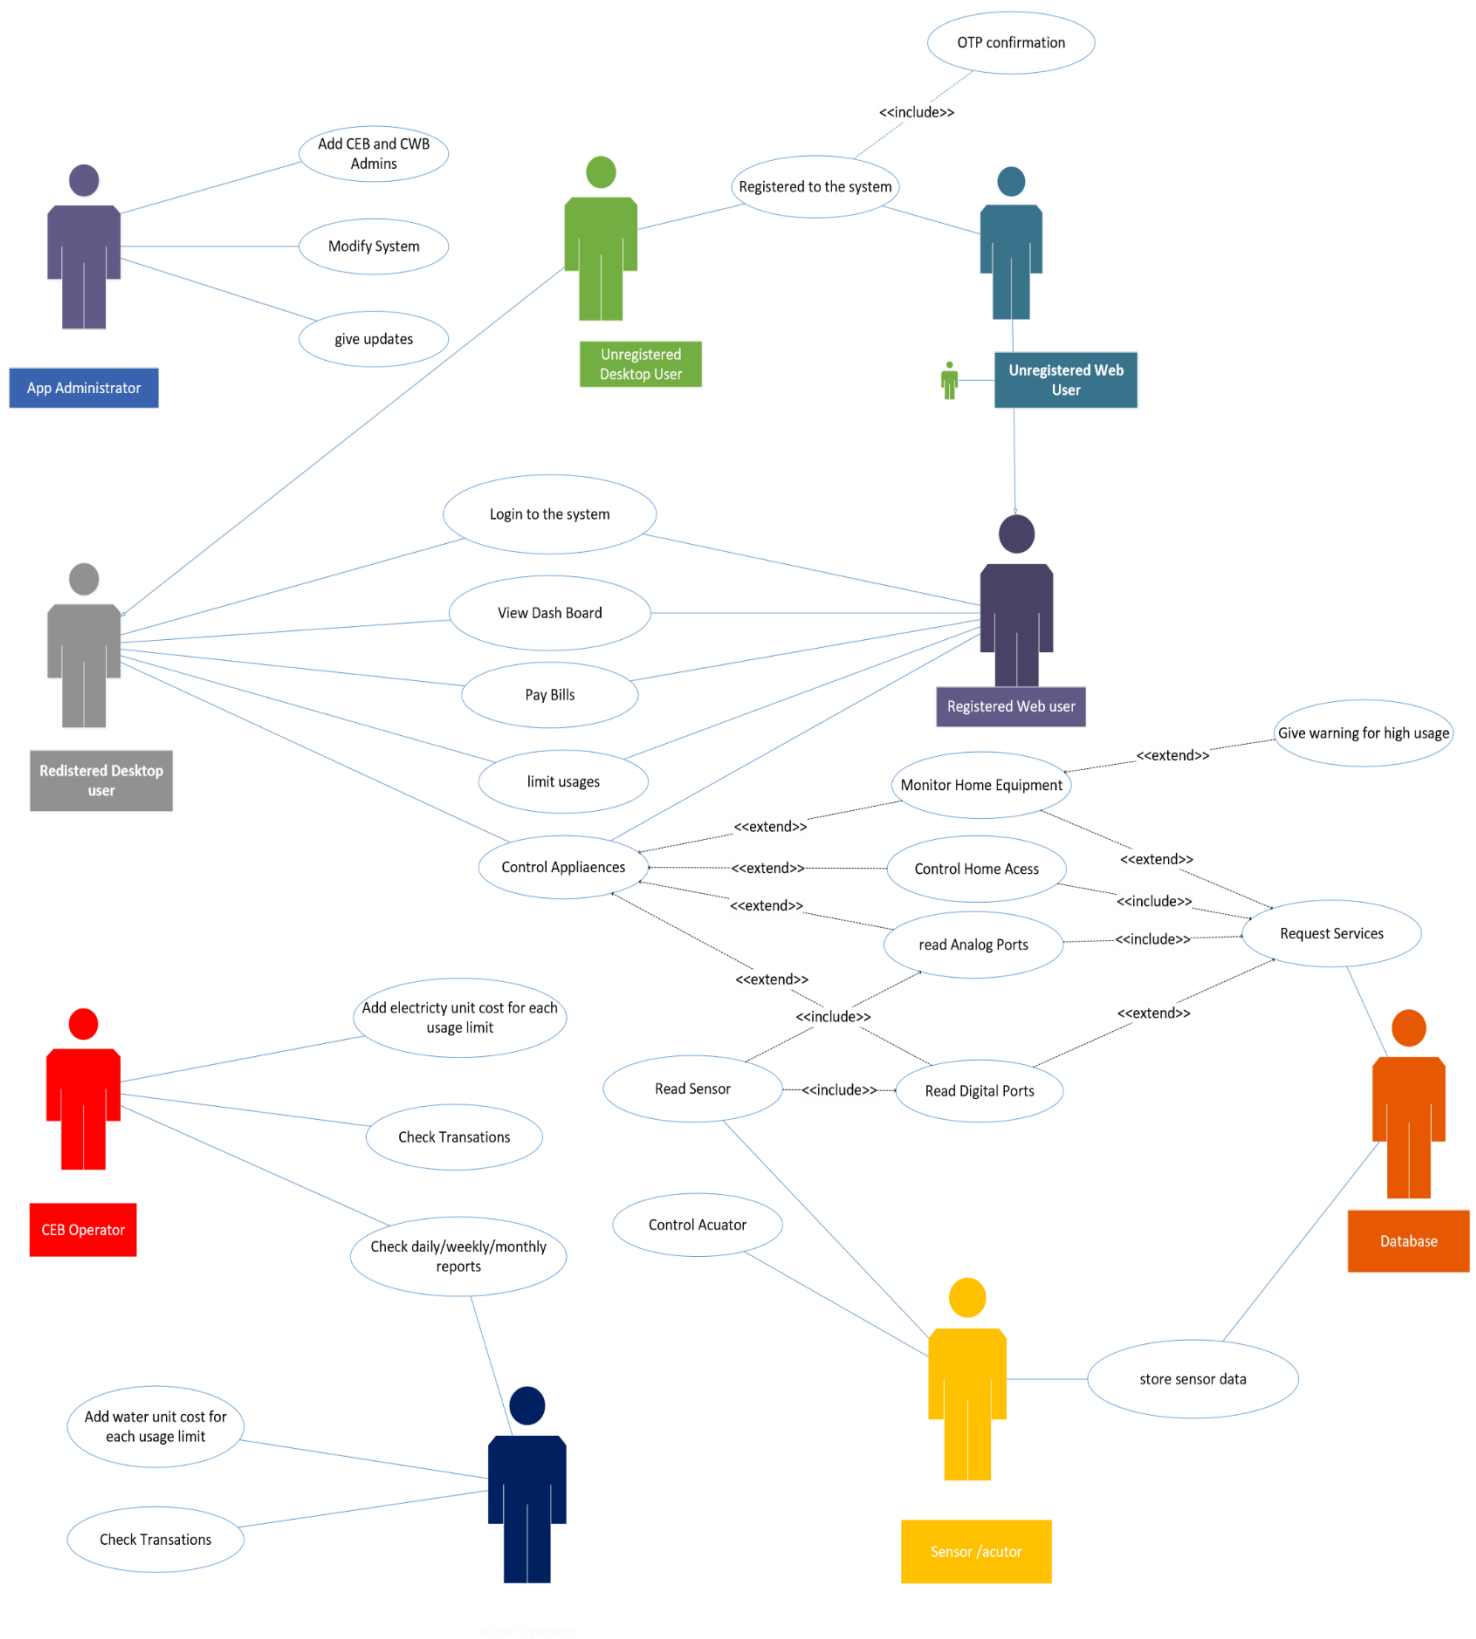 OTP confirmation
<<include>>
Add CEB and CWB
Admins
Registered to the system
Modify System
give updates
Unregistered
Desktop User
Unregistered Web
User
App Administrator
Login to the system
View Dash Board
Pay Bills
Registered Web user
Give warning for high usage
<<extend>>
Redistered Desktop
user
limit usages
Monitor Home Equipment
<<extend>>
<<extend>>
Control Appliaences
<<extend>>
Control Home Acess
<<include>>
<<extend>>
read Analog Ports
<<include>>
Request Services
<<extend>>
Add electricty unit cost for each
usage limit
<<include>>
<<extend>>
Read Sensor
<<include>>
Read Digital Ports
Check Transations
CEB Operator
Control Acuator
Database
Check daily/weekly/monthly
reports
store sensor data
Add water unit cost for
each usage limit
Check Transations
Sensor /acutor